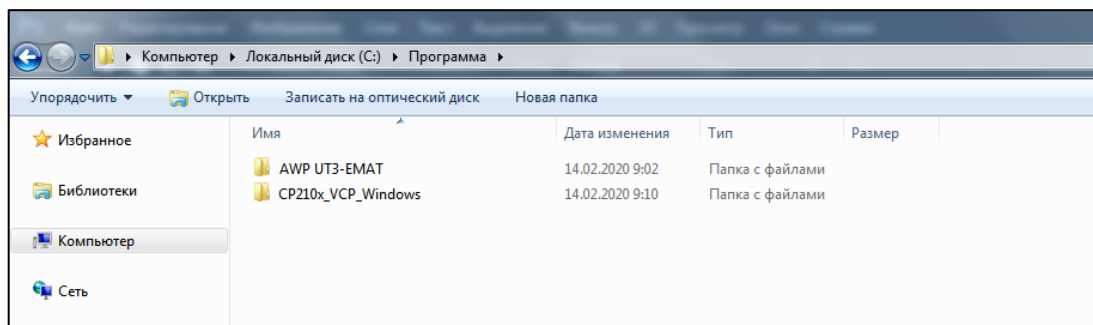 Компьютер ▸ Локальный диск (C:) ▸ Программа ▸
Упорядочить Открыть Записать на оптический диск Новая папка
Избранное
Библиотеки
Компьютер
Сеть
Имя Дата изменения Тип Размер
AWP UT3-EMAT 14.02.2020 9:02 Папка с файлами
CP210x_VCP_Windows 14.02.2020 9:10 Папка с файлами